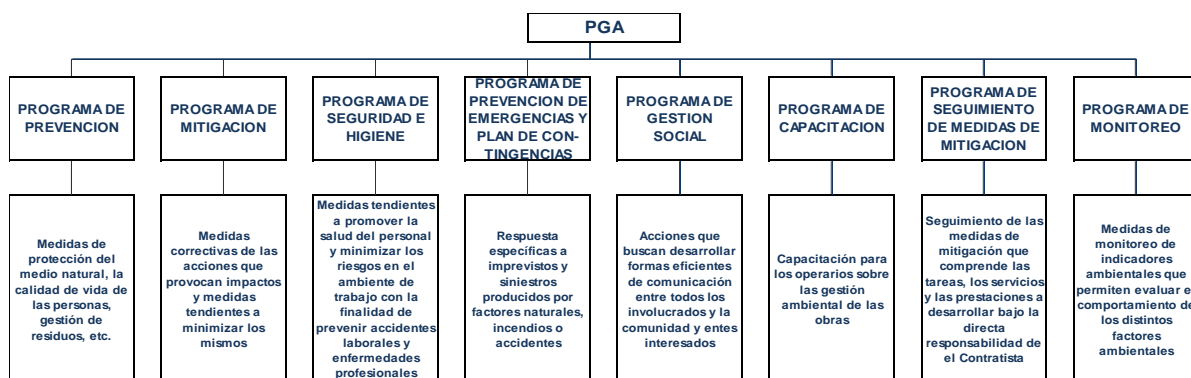 PGA
PROGRAMA DE
PREVENCION
PROGRAMA DE
MITIGACION
PROGRAMA DE
SEGURIDAD E
HIGIENE
PROGRAMA DE
PREVENCION DE
EMERGENCIAS Y
PLAN DE CON-
TINGENCIAS
PROGRAMA DE
GESTION
SOCIAL
PROGRAMA DE
CAPACITACION
PROGRAMA DE
SEGUIMIENTO
DE MEDIDAS DE
MITIGACION
PROGRAMA DE
MONITOREO
Medidas de
protección del
medio natural, la
calidad de vida de
las personas,
gestión de
residuos, etc.
Medidas
correctivas de las
acciones que
provocan impactos
y medidas
tendientes a
minimizar los
mismos
Medidas tendientes
a promover la
salud del personal
y minimizar los
riesgos en el
ambiente de
trabajo con la
finalidad de
prevenir accidentes
laborales y
enfermedades
profesionales
Respuesta
específicas a
imprevistos y
siniestros
producidos por
factores naturales,
incendios o
accidentes
Acciones que
buscan desarrollar
formas eficientes
de comunicación
entre todos los
involucrados y la
comunidad y entes
interesados
Capacitación para
los operarios sobre
las gestión
ambiental de las
obras
Seguimiento de las
medidas de
mitigación que
comprende las
tareas, los servicios
y las prestaciones a
desarrollar bajo la
directa
responsabilidad de
el Contratista
Medidas de
monitoreo de
indicadores
ambientales que
permiten evaluar e
comportamiento de
los distintos
factores
ambientales